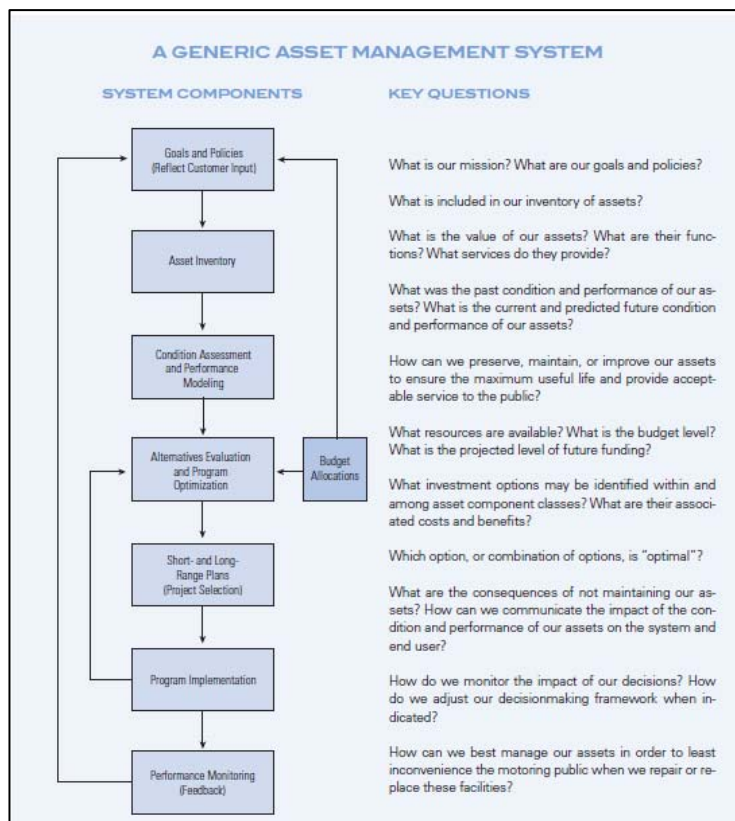 A GENERIC ASSET MANAGEMENT SYSTEM
SYSTEM COMPONENTS
Goals and Policies
(Reflect Customer Input)
Asset Inventory
Condition Assessment
and Performance
Modeling
Alternatives Evaluation
and Program
Optimization
Budget
Allocations
Short- and Long-
Range Plans
(Project Selection)
Program Implementation
Performance Monitoring
(Feedback)
KEY QUESTIONS
What is our mission? What are our goals and policies?
What is included in our inventory of assets?
What is the value of our assets? What are their func-
tions? What services do they provide?
What was the past condition and performance of our as-
sets? What is the current and predicted future condition
and performance of our assets?
How can we preserve, maintain, or improve our assets
to ensure the maximum useful life and provide accept-
able service to the public?
What resources are available? What is the budget level?
What is the projected level of future funding?
What investment options may be identified within and
among asset component classes? What are their associ-
ated costs and benefits?
Which option, or combination of options, is "optimal"?
What are the consequences of not maintaining our as-
sets? How can we communicate the impact of the con-
dition and performance of our assets on the system and
end user?
How do we monitor the impact of our decisions? How
do we adjust our decisionmaking framework when in-
dicated?
How can we best manage our assets in order to least
inconvenience the motoring public when we repair or re-
place these facilities?